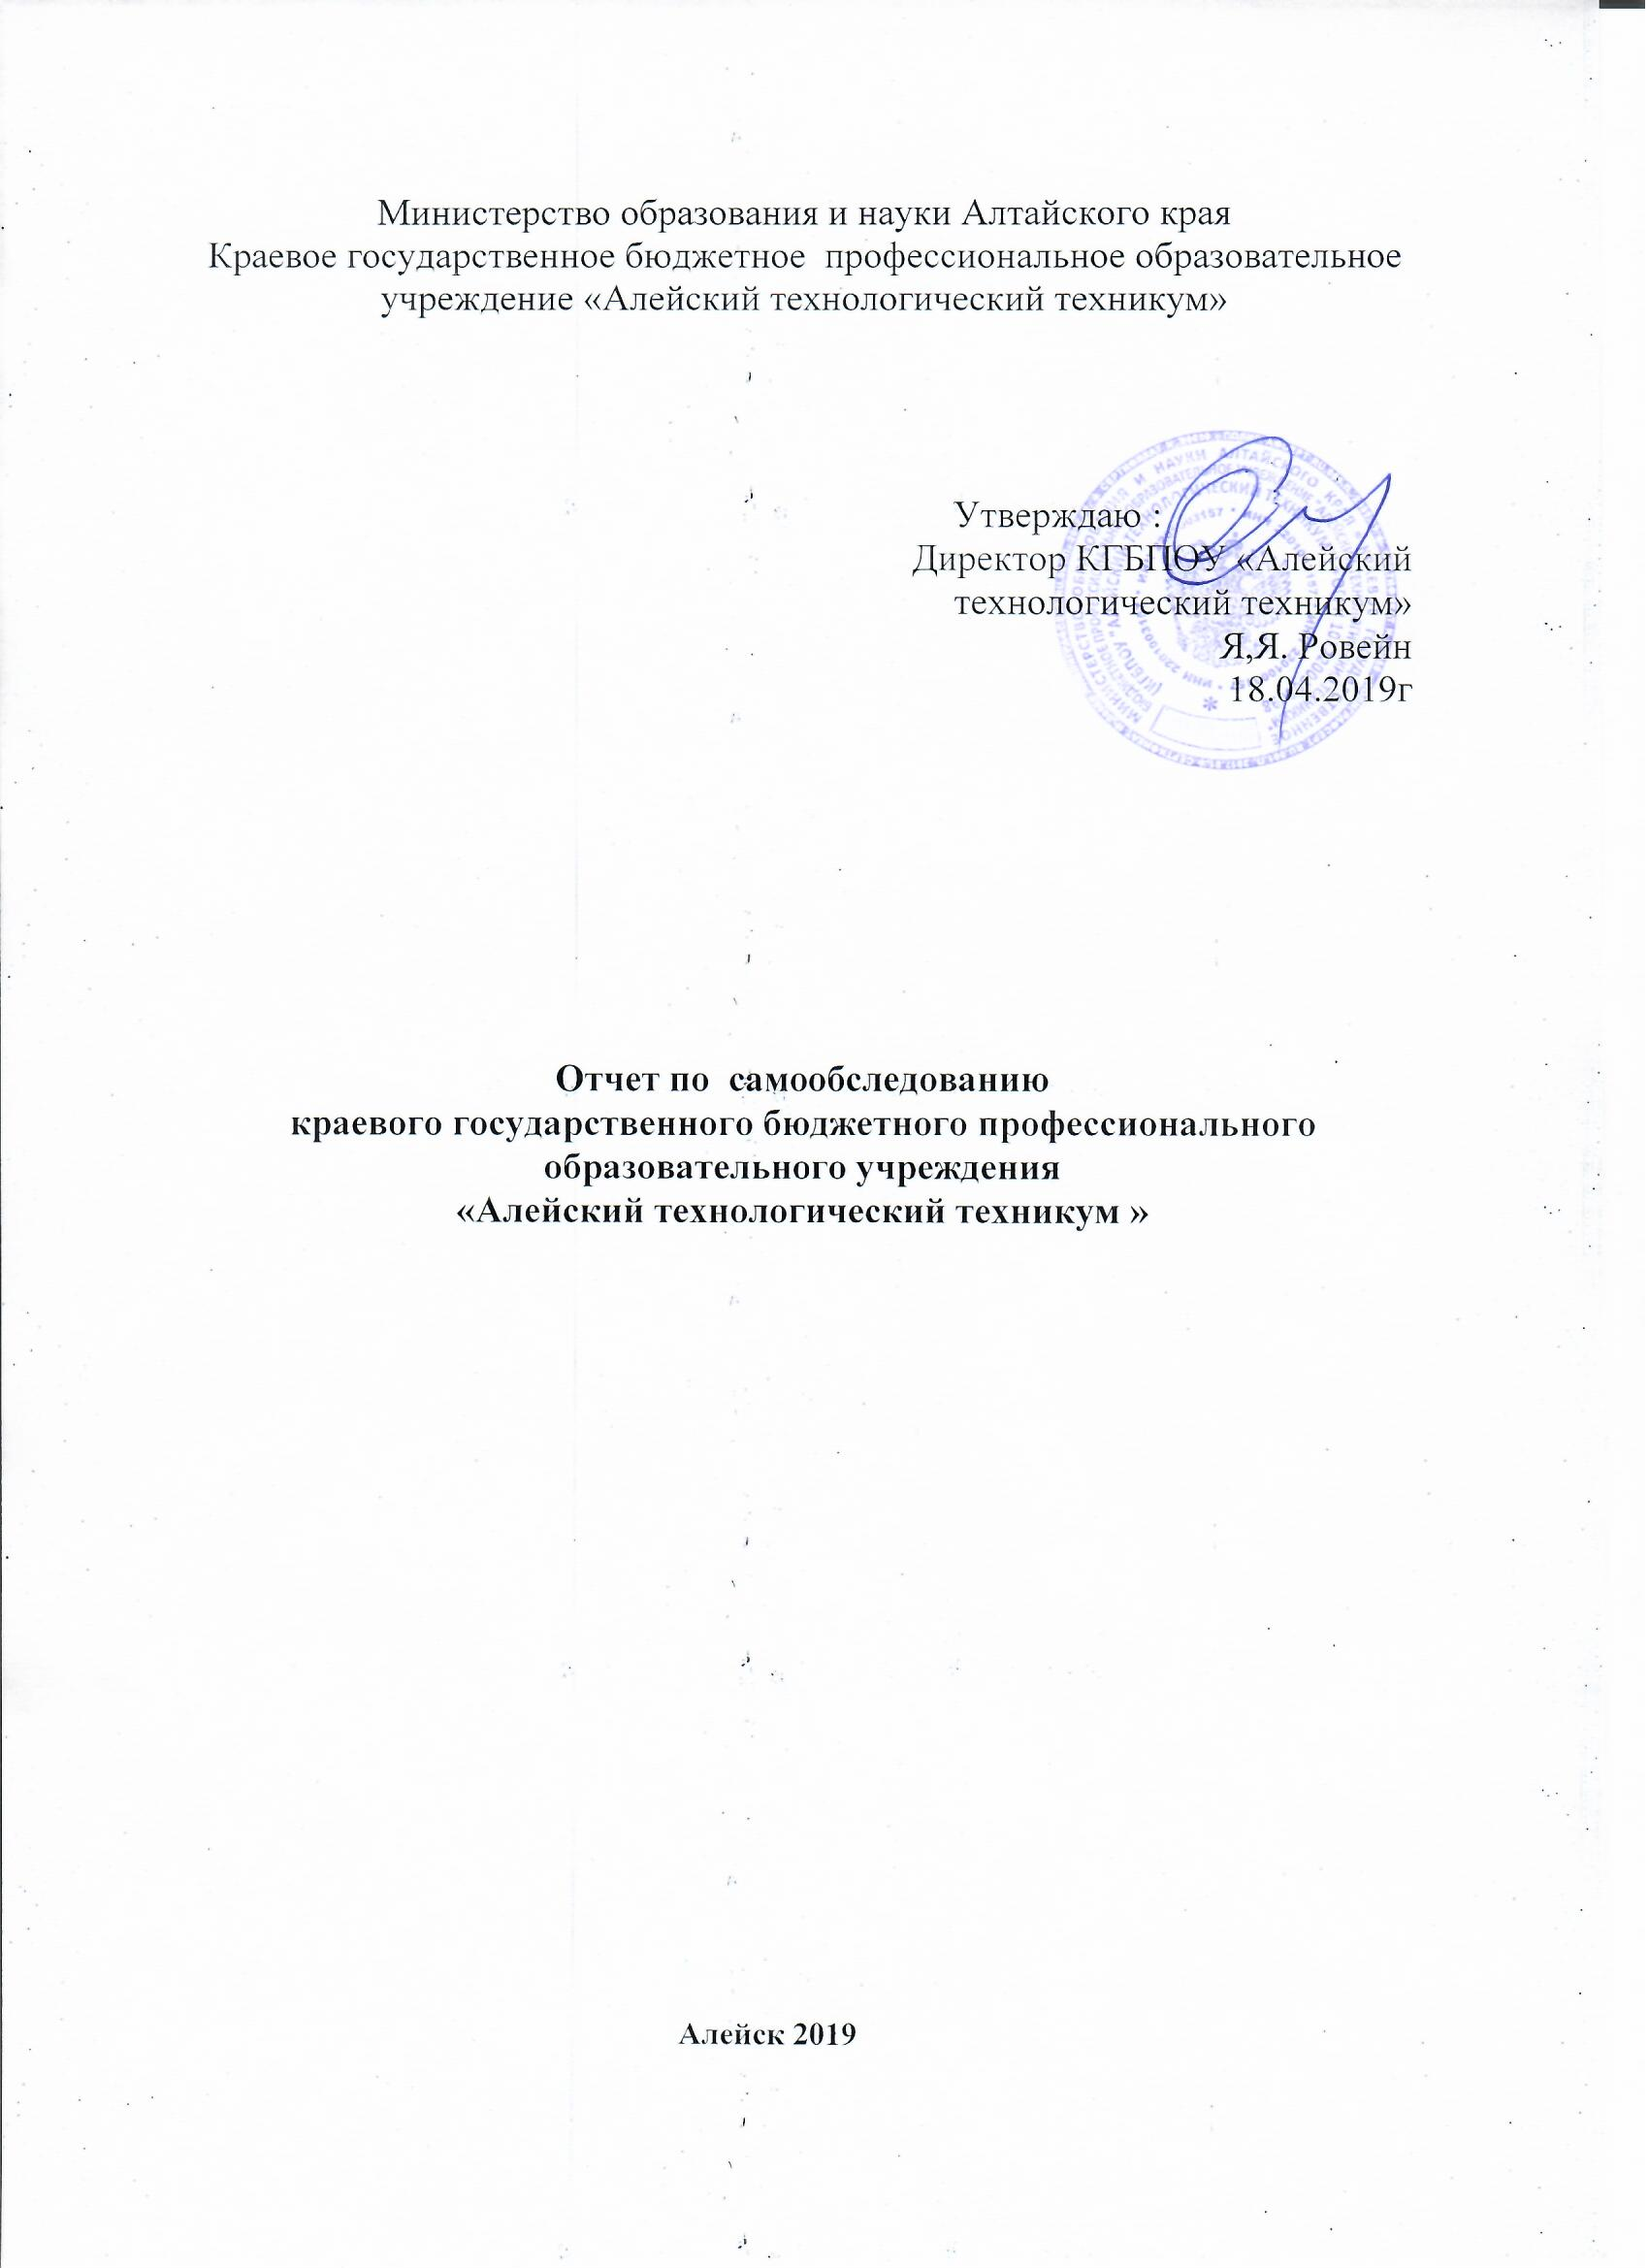 Министерство образования и науки Алтайского края
Краевое государственное бюджетное  профессиональное образовательное
учреждение «Алейский технологический техникум»
Утверждаю :
Директор КГБПОУ «Алейский
технологический техникум»
Я,Я. Ровейн
18.04.2019г
Отчет по  самообследованию
краевого государственного бюджетного профессионального
образовательного учреждения
«Алейский технологический техникум »
Алейск 2019